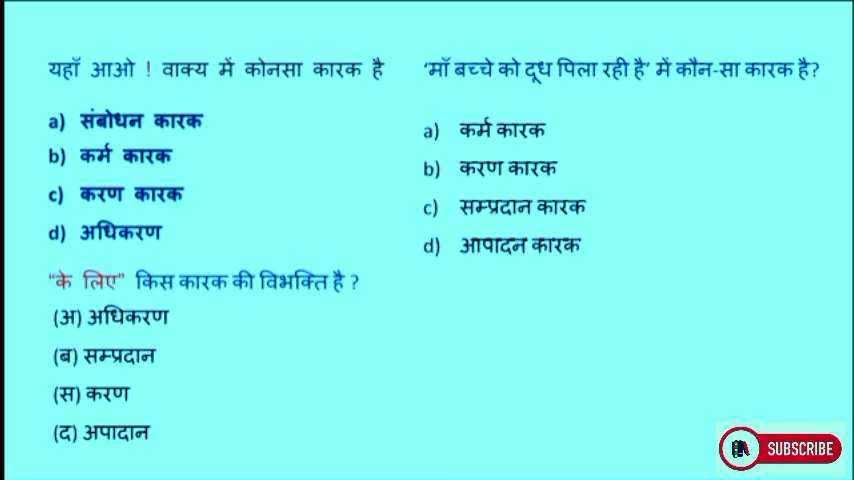 यहाँ आओ ! वाक्य में कोनसा कारक है
a) संबोधन कारक
b) कर्म कारक
c) करण कारक
d) अधिकरण
"के लिए" किस कारक की विभक्ति है ?
(अ) अधिकरण
(ब) सम्प्रदान
(स) करण
(द) अपादान
'माँ बच्चे को दूध पिला रही है' में कौन-सा कारक है?
a) कर्म कारक
b) करण कारक
c) सम्प्रदान कारक
d) आपादन कारक
SUBSCRIBE